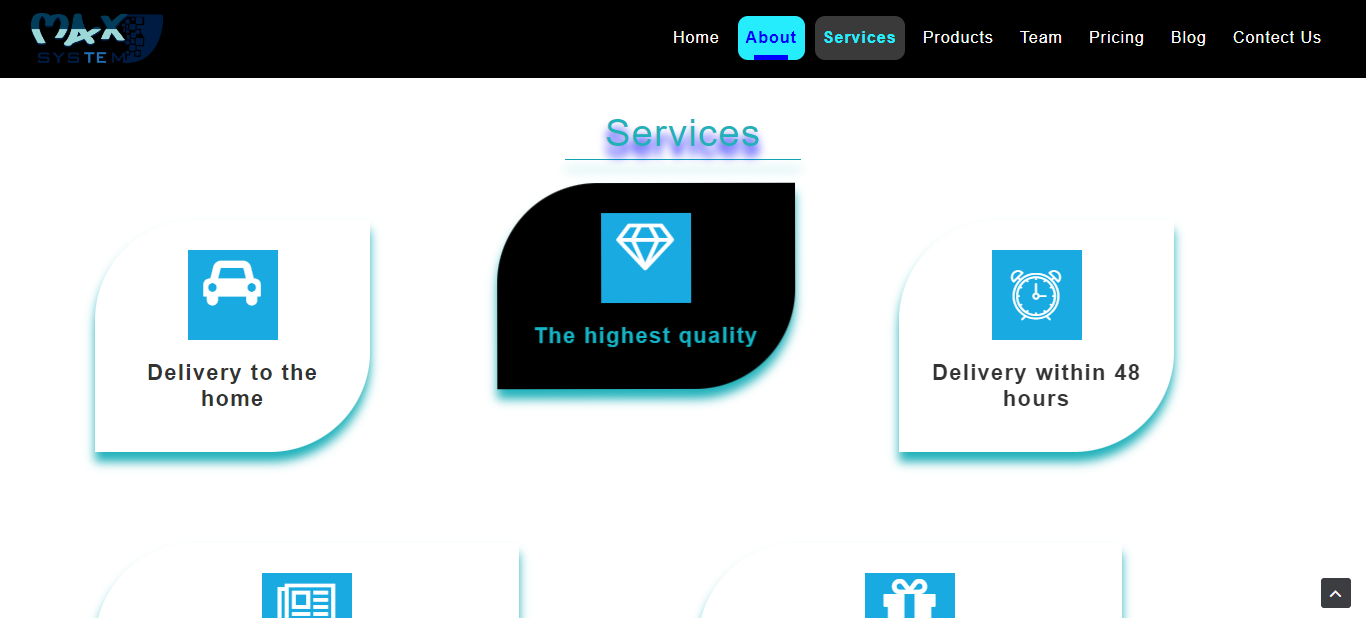 MAX
SYSTEM
Home
About
Services
Products
Team
Pricing
Blog
Contect Us
Services
Delivery to the
home
The highest quality
Delivery within 48
hours